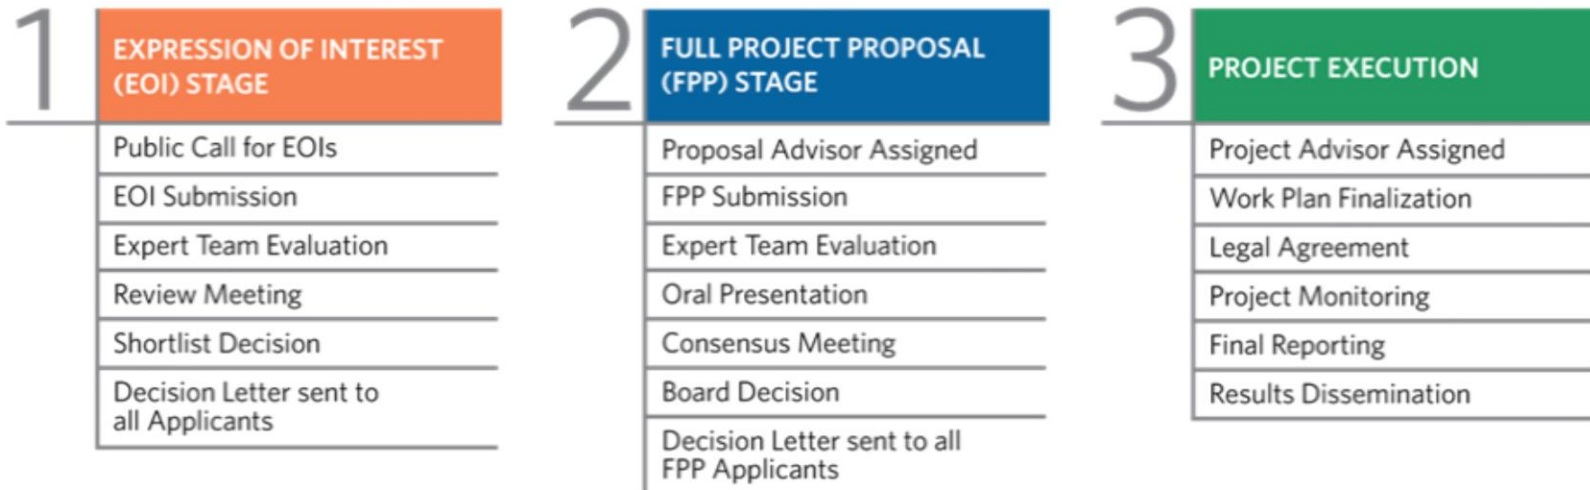 1
EXPRESSION OF INTEREST
(EOI) STAGE
Public Call for EOIs
EOI Submission
Expert Team Evaluation
Review Meeting
Shortlist Decision
Decision Letter sent to
all Applicants
2
FULL PROJECT PROPOSAL
(FPP) STAGE
Proposal Advisor Assigned
FPP Submission
Expert Team Evaluation
Oral Presentation
Consensus Meeting
Board Decision
Decision Letter sent to all
FPP Applicants
3
PROJECT EXECUTION
Project Advisor Assigned
Work Plan Finalization
Legal Agreement
Project Monitoring
Final Reporting
Results Dissemination